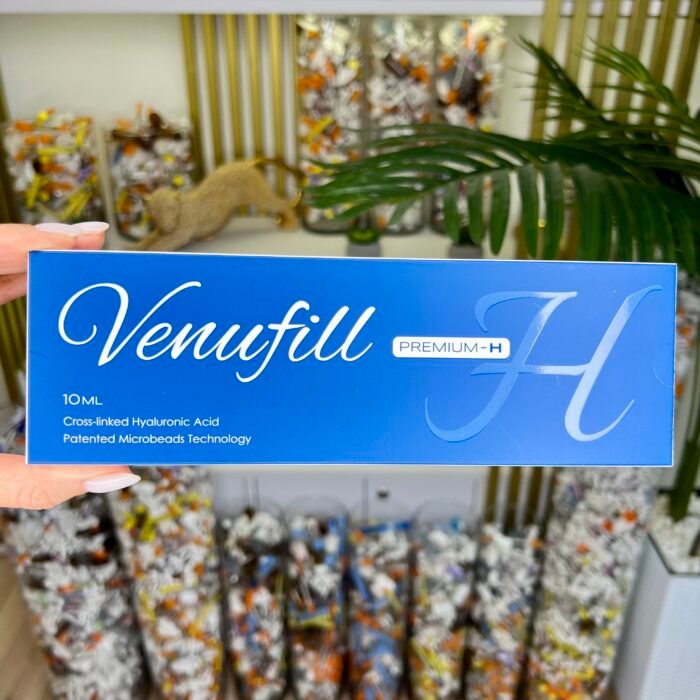 Venufill
PREMIUM-H
H
10ML
Cross-linked Hyaluronic Acid
Patented Microbeads Technology